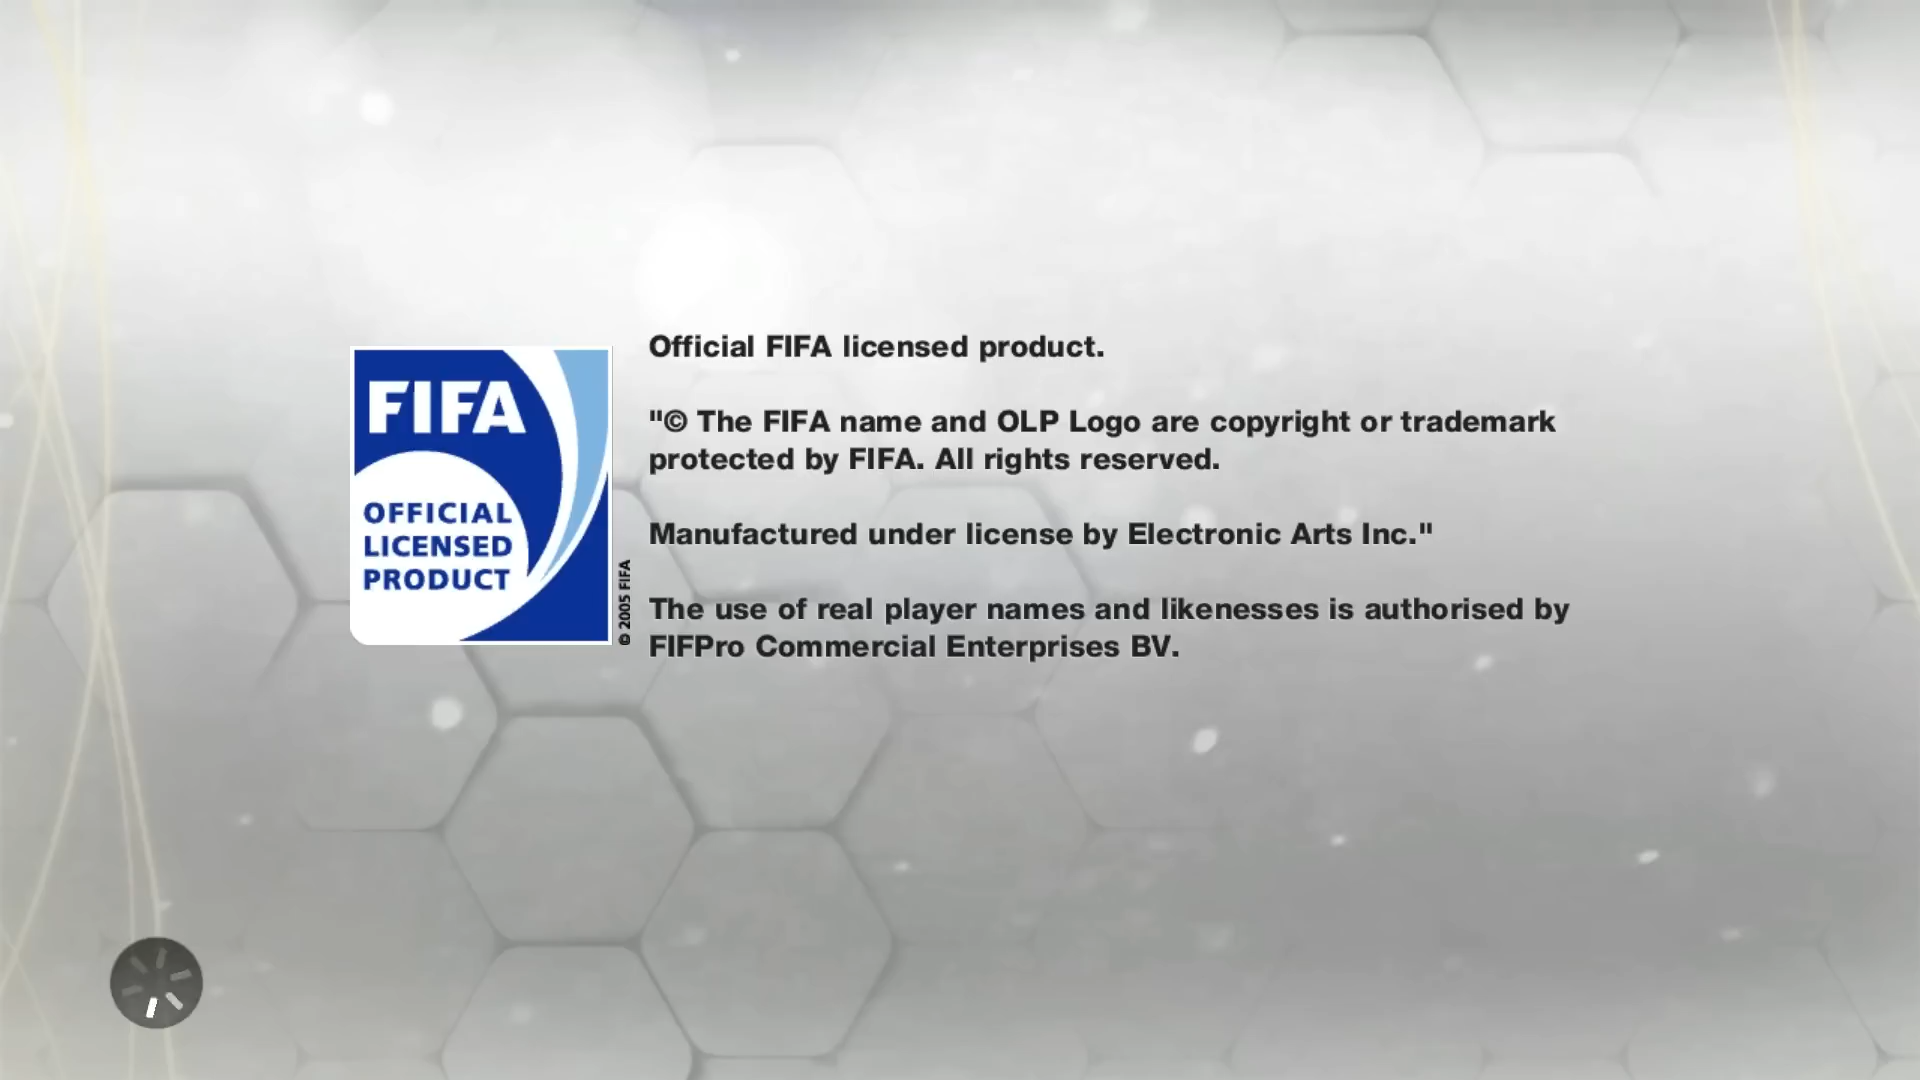 FIFA
OFFICIAL
LICENSED
PRODUCT
© 2005 FIFA
Official FIFA licensed product.
"© The FIFA name and OLP Logo are copyright or trademark
protected by FIFA. All rights reserved.
Manufactured under license by Electronic Arts Inc."
The use of real player names and likenesses is authorised by
FIFPro Commercial Enterprises BV.